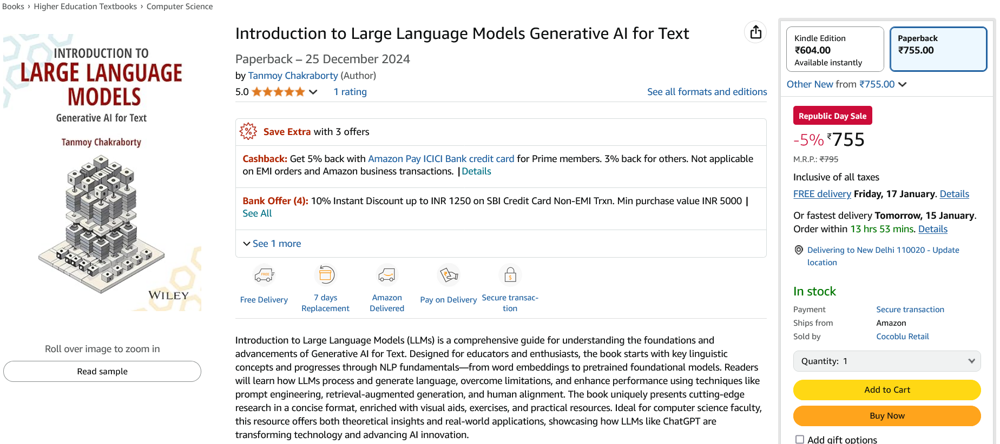 Books › Higher Education Textbooks › Computer Science
INTRODUCTION TO
LARGE LANGUAGE
MODELS
Generative AI for Text
Tanmoy Chakraborty
WILEY
Roll over image to zoom in
Read sample
Introduction to Large Language Models Generative AI for Text
Paperback – 25 December 2024
by Tanmoy Chakraborty (Author)
5.0 1 rating See all formats and editions
% Save Extra with 3 offers
Cashback: Get 5% back with Amazon Pay ICICI Bank credit card for Prime members. 3% back for others. Not applicable
on EMI orders and Amazon business transactions. | Details
Bank Offer (4): 10% Instant Discount up to INR 1250 on SBI Credit Card Non-EMI Trxn. Min purchase value INR 5000 |
See All
See 1 more
FREE
₹
$
Free Delivery
7 days
Replacement
Amazon
Delivered
Pay on Delivery
Secure transac-
tion
Introduction to Large Language Models (LLMs) is a comprehensive guide for understanding the foundations and
advancements of Generative AI for Text. Designed for educators and enthusiasts, the book starts with key linguistic
concepts and progresses through NLP fundamentals—from word embeddings to pretrained foundational models. Readers
will learn how LLMs process and generate language, overcome limitations, and enhance performance using techniques like
prompt engineering, retrieval-augmented generation, and human alignment. The book uniquely presents cutting-edge
research in a concise format, enriched with visual aids, exercises, and practical resources. Ideal for computer science faculty,
this resource offers both theoretical insights and real-world applications, showcasing how LLMs like ChatGPT are
transforming technology and advancing AI innovation.
Kindle Edition
₹604.00
Available instantly
Paperback
₹755.00
Other New from ₹755.00
Republic Day Sale
-5% ₹755
M.R.P.: ₹795
Inclusive of all taxes
FREE delivery Friday, 17 January. Details
Or fastest delivery Tomorrow, 15 January.
Order within 13 hrs 53 mins. Details
Delivering to New Delhi 110020 - Update
location
In stock
Payment Secure transaction
Ships from Amazon
Sold by Cocoblu Retail
Quantity: 1
Add to Cart
Buy Now
Add gift options